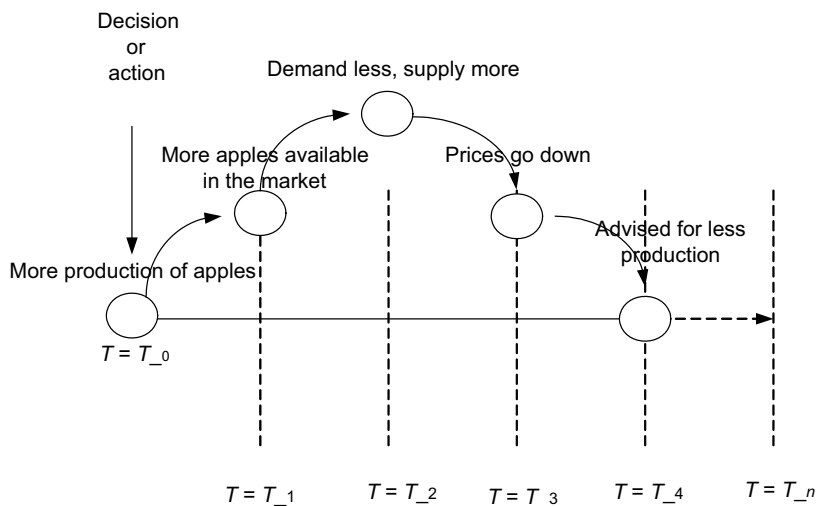 Decision
or
action
Demand less, supply more
More apples available
in the market
Prices go down
Advised for less
production
More production of apples
T = T_0
T = T_1
T = T_2
T = T 3
T = T_4
T = T_n